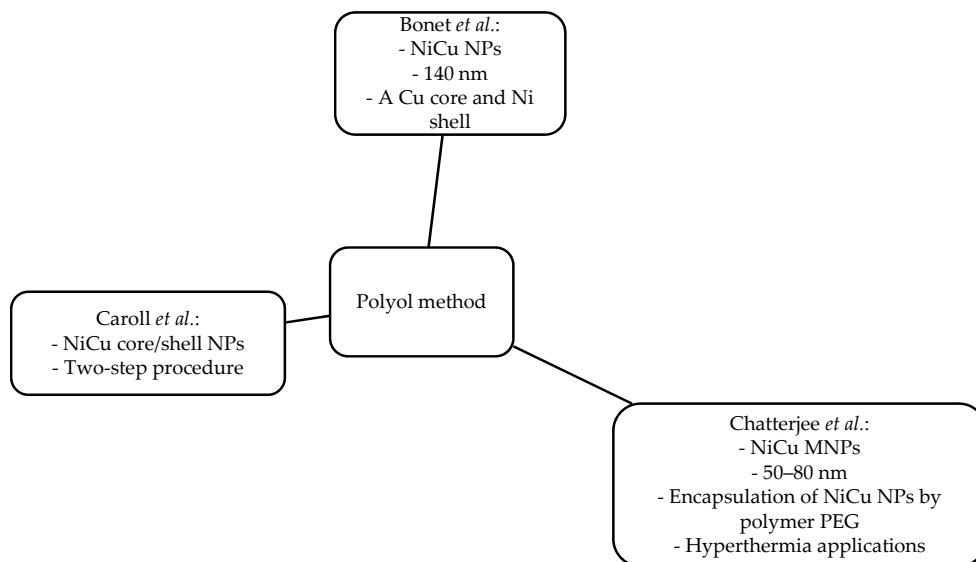 Bonet et al.:
- NiCu NPs
- 140 nm
- A Cu core and Ni
shell
Polyol method
Caroll et al.:
- NiCu core/shell NPs
- Two-step procedure
Chatterjee et al.:
- NiCu MNPs
- 50–80 nm
- Encapsulation of NiCu NPs by
polymer PEG
- Hyperthermia applications